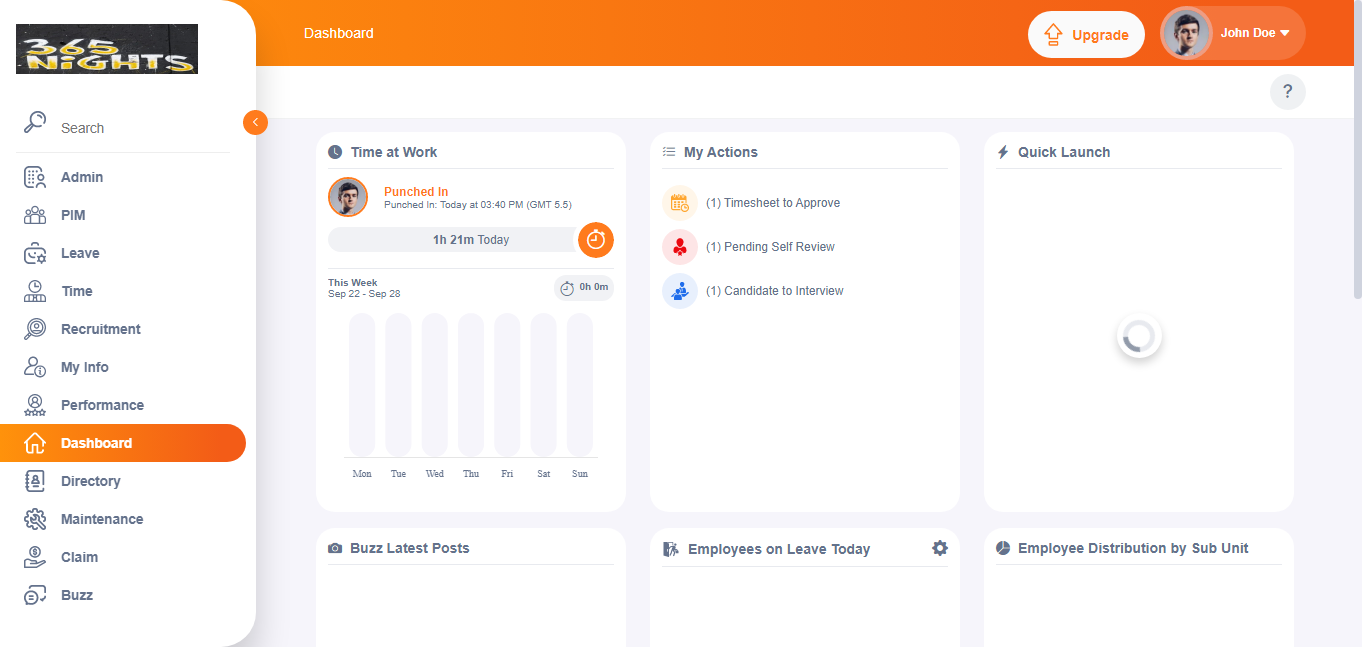 365
NIGHTS
Search
Admin
PIM
Leave
Time
Recruitment
My Info
Performance
Dashboard
Directory
Maintenance
Claim
Buzz
Dashboard
Upgrade
John Doe
?
Time at Work
Punched In
Punched In: Today at 03:40 PM (GMT 5.5)
1h 21m Today
This Week
Sep 22 - Sep 28
0h 0m
Mon Tue Wed Thu Fri Sat Sun
My Actions
(1) Timesheet to Approve
(1) Pending Self Review
(1) Candidate to Interview
Quick Launch
Buzz Latest Posts
Employees on Leave Today
Employee Distribution by Sub Unit